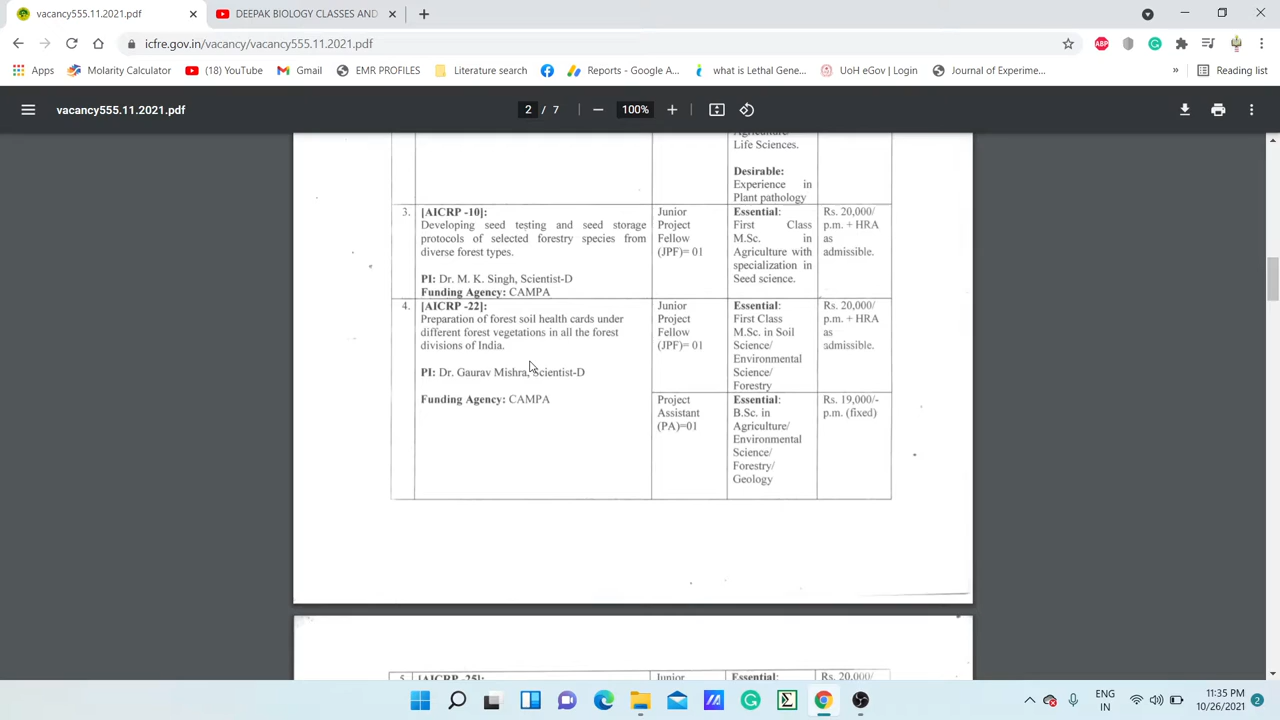 vacancy555.11.2021.pdf
DEEPAK BIOLOGY CLASSES AND
icfre.gov.in/vacancy/vacancy555.11.2021.pdf
Apps
Molarity Calculator
(18) YouTube
Gmail
EMR PROFILES
Literature search
Reports - Google A...
what is Lethal Gene...
UoH eGov | Login
Journal of Experime...
»
Reading list
vacancy555.11.2021.pdf
2 / 7
100%
Life Sciences.
Desirable:
Experience in
Plant pathology
3.
[AICRP -10]:
Developing seed testing and seed storage
protocols of selected forestry species from
diverse forest types.
PI: Dr. M. K. Singh, Scientist-D
Funding Agency: CAMPA
Junior
Project
Fellow
(JPF)= 01
Essential:
First Class
M.Sc. in
Agriculture with
specialization in
Seed science.
Rs. 20,000/
p.m. + HRA
as
admissible.
4.
[AICRP -22]:
Preparation of forest soil health cards under
different forest vegetations in all the forest
divisions of India.
PI: Dr. Gaurav Mishra, Scientist-D
Funding Agency: CAMPA
Junior
Project
Fellow
(JPF)= 01
Essential:
First Class
M.Sc. in Soil
Science/
Environmental
Science/
Forestry
Rs. 20,000/
p.m. + HRA
as
admissible.
Project
Assistant
(PA)=01
Essential:
B.Sc. in
Agriculture/
Environmental
Science/
Forestry/
Geology
Rs. 19,000/-
p.m. (fixed)
5.
[AICRP -25]:
Junior
Essential:
Rs. 20,000/
ENG
IN
11:35 PM
10/26/2021
2